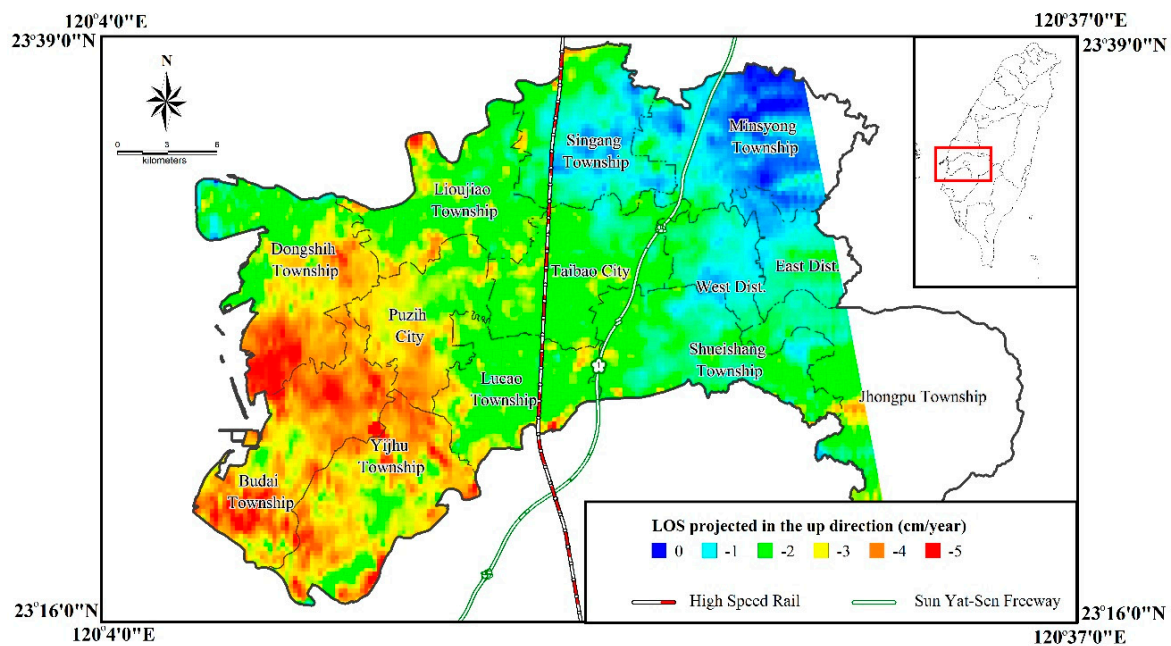 120°4'0"E
120°37'0"E
23°39'0"N
23°39'0"N
N
0 3 6
kilometers
Singang
Township
Minsyong
Township
Lioujiao
Township
Dongshih
Township
Taibao City
East Dist.
West Dist.
Puzih
City
Shueishang
Township
Lucao
Township
Jhongpu Township
Yijhu
Township
Budai
Township
LOS projected in the up direction (cm/year)
0 -1 -2 -3 -4 -5
High Speed Rail
Sun Yat-Sen Freeway
23°16'0"N
23°16'0"N
120°4'0"E
120°37'0"E